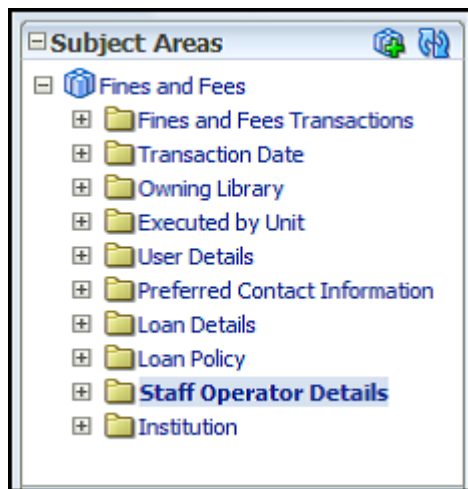 Subject Areas
Fines and Fees
Fines and Fees Transactions
Transaction Date
Owning Library
Executed by Unit
User Details
Preferred Contact Information
Loan Details
Loan Policy
Staff Operator Details
Institution